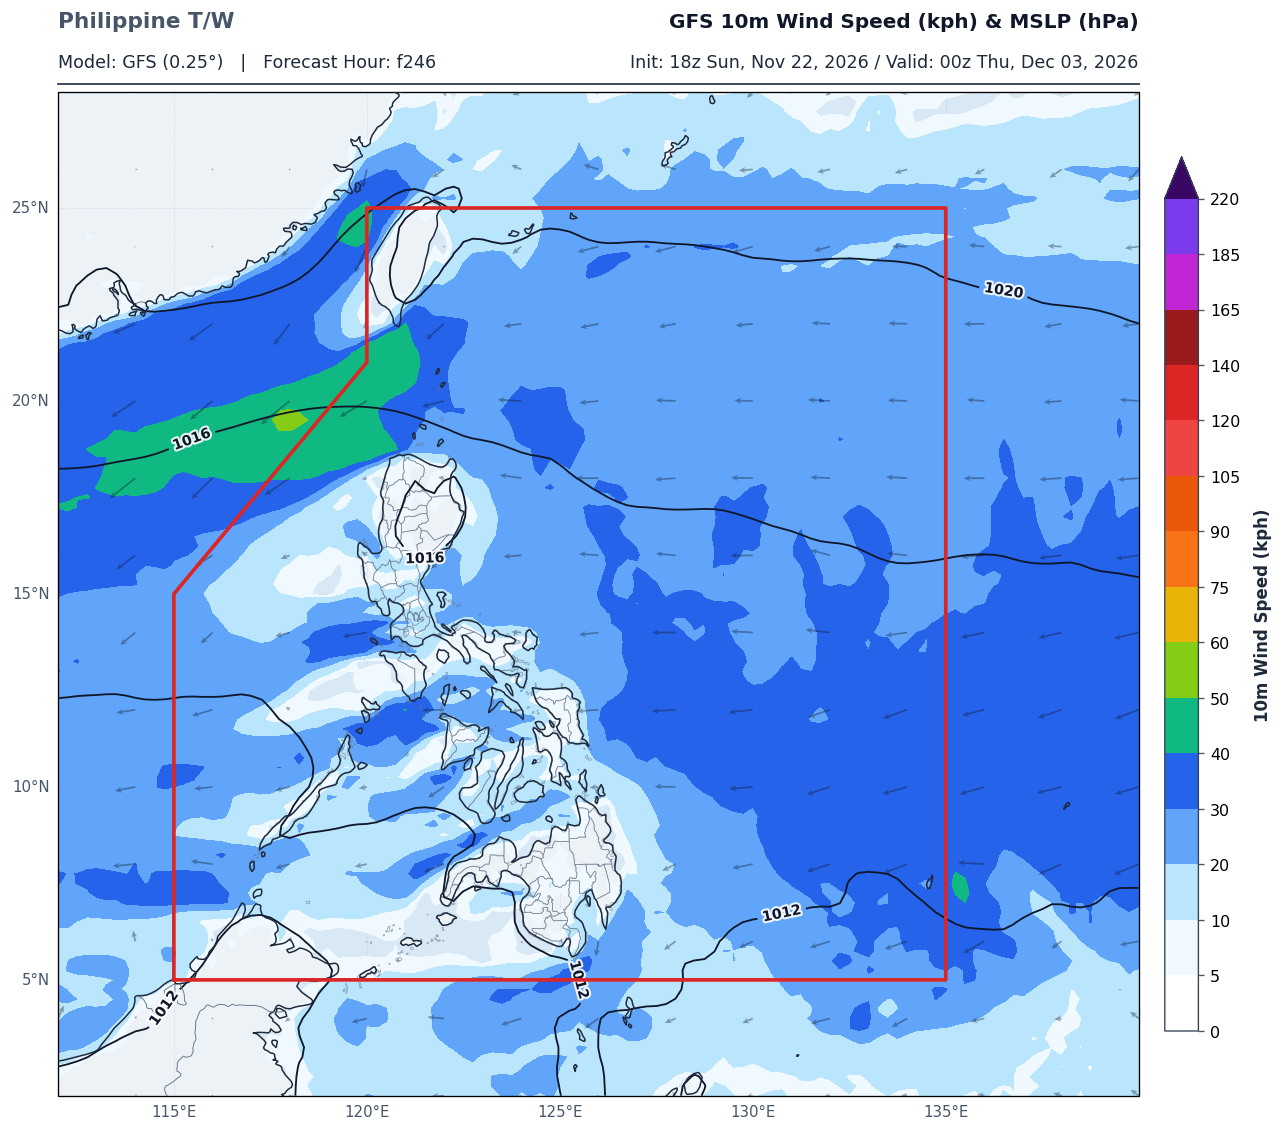 Philippine T/W
GFS 10m Wind Speed (kph) & MSLP (hPa)
Model: GFS (0.25°)   |   Forecast Hour: f246
Init: 18z Sun, Nov 22, 2026 / Valid: 00z Thu, Dec 03, 2026
25°N
20°N
15°N
10°N
5°N
115°E
120°E
125°E
130°E
135°E
1020
1016
1016
1012
1012
1012
220
185
165
140
120
105
90
75
60
50
40
30
20
10
5
0
10m Wind Speed (kph)